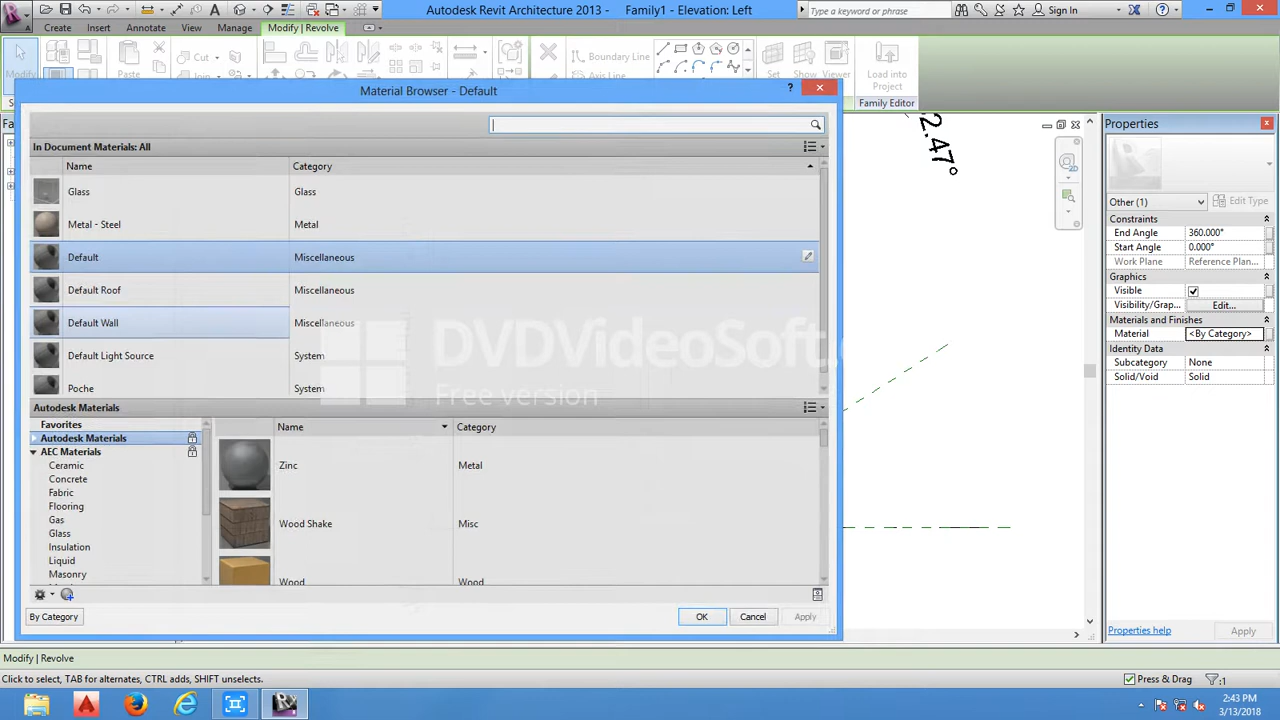 Autodesk Revit Architecture 2013 - Family1 - Elevation: Left
Type a keyword or phrase
Sign In
Create
Insert
Annotate
View
Manage
Modify | Revolve
Modify
Paste
Cut
Join
Boundary Line
Axis Line
Set
Show
Viewer
Load into
Project
Family Editor
Material Browser - Default
In Document Materials: All
Name
Category
Glass
Glass
Metal - Steel
Metal
Default
Miscellaneous
Default Roof
Miscellaneous
Default Wall
Miscellaneous
Default Light Source
System
Poche
System
DVDVideoSoft.
Free version
Autodesk Materials
Favorites
Autodesk Materials
AEC Materials
Ceramic
Concrete
Fabric
Flooring
Gas
Glass
Insulation
Liquid
Masonry
Name
Category
Zinc
Metal
Wood Shake
Misc
Wood
Wood
By Category
OK
Cancel
Apply
2.47°
2D
Properties
Other (1)
Edit Type
Constraints
End Angle
360.000°
Start Angle
0.000°
Work Plane
Reference Plan...
Graphics
Visible
Visibility/Grap...
Edit...
Materials and Finishes
Material
<By Category>
Identity Data
Subcategory
None
Solid/Void
Solid
Properties help
Apply
Modify | Revolve
Click to select, TAB for alternates, CTRL adds, SHIFT unselects.
Press & Drag
:1
2:43 PM
3/13/2018